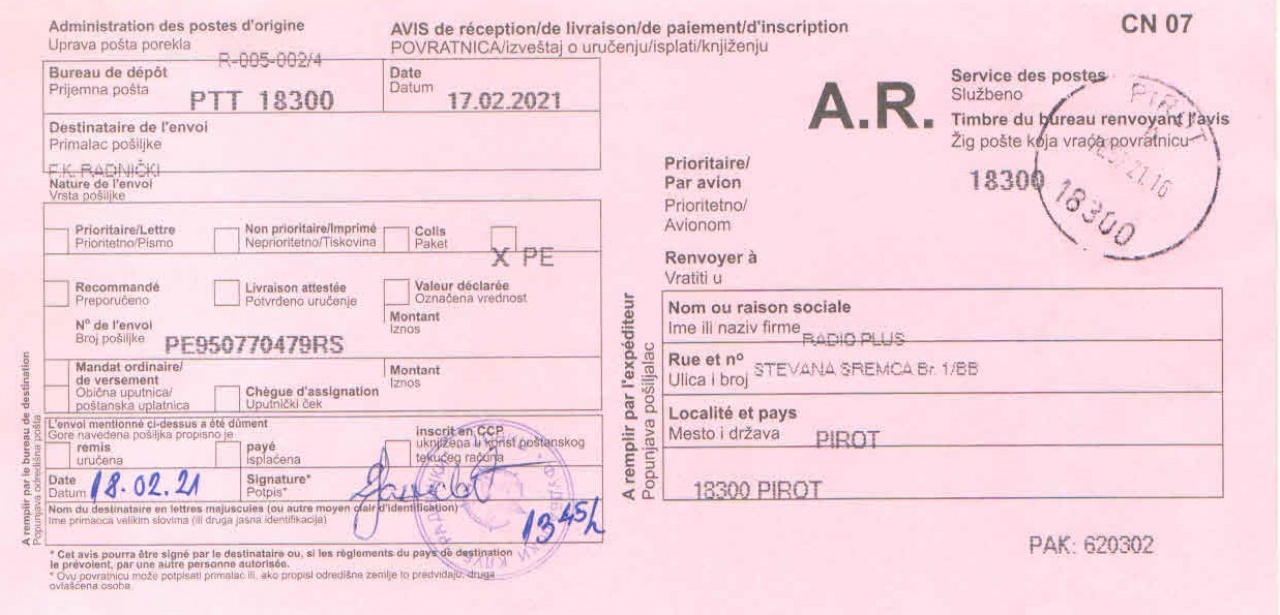 Administration des postes d'origine
Uprava pošta porekla
R-005-002/4
AVIS de réception/de livraison/de paiement/d'inscription
POVRATNICA/izveštaj o uručenju/isplati/knjiženju
CN 07
Bureau de dépôt
Prijemna pošta
PTT 18300
Date
Datum
17.02.2021
Destinataire de l'envoi
Primalac pošiljke
F.K. RADNIČKI
Nature de l'envoi
Vrsta pošiljke
Prioritaire/Lettre
Prioritetno/Pismo
Non prioritaire/Imprimé
Neprioritetno/Tiskovina
Colis
Paket
X PE
Recommandé
Preporučeno
Livraison attestée
Potvrđeno uručenje
Valeur déclarée
Označena vrednost
Nº de l'envoi
Broj pošiljke
PE950770479RS
Montant
Iznos
Mandat ordinaire/
de versement
Obična uputnica/
poštanska uplatnica
Chègue d'assignation
Uputnički ček
Montant
Iznos
A remplir par le bureau de destination
Popunjava odredišna pošta
L'envoi mentionné ci-dessus a été dûment
Gore navedena pošiljka propisno je
remis
uručena
payé
isplaćena
inscrit en CCP
uknjižena u korist poštanskog
tekućeg računa
Date
Datum
18.02.21
Signature*
Potpis*
Nom du destinataire en lettres majuscules (ou autre moyen clair d'identification)
Ime primaoca velikim slovima (ili druga jasna identifikacija)
13 45h
* Cet avis pourra être signé par le destinataire ou, si les règlements du pays de destination
le prévoient, par une autre personne autorisée.
* Ovu povratnicu može potpisati primalac ili, ako propisi odredišne zemlje to predviđaju, druga
ovlašćena osoba.
A.R.
Service des postes
Službeno
Timbre du bureau renvoyant l'avis
Žig pošte koja vraća povratnicu
18300
PIROT
18300
Prioritaire/
Par avion
Prioritetno/
Avionom
Renvoyer à
Vratiti u
A remplir par l'expéditeur
Popunjava pošiljalac
Nom ou raison sociale
Ime ili naziv firme
RADIO PLUS
Rue et nº
Ulica i broj
STEVANA SREMCA Br. 1/BB
Localité et pays
Mesto i država
PIROT
18300 PIROT
PAK: 620302